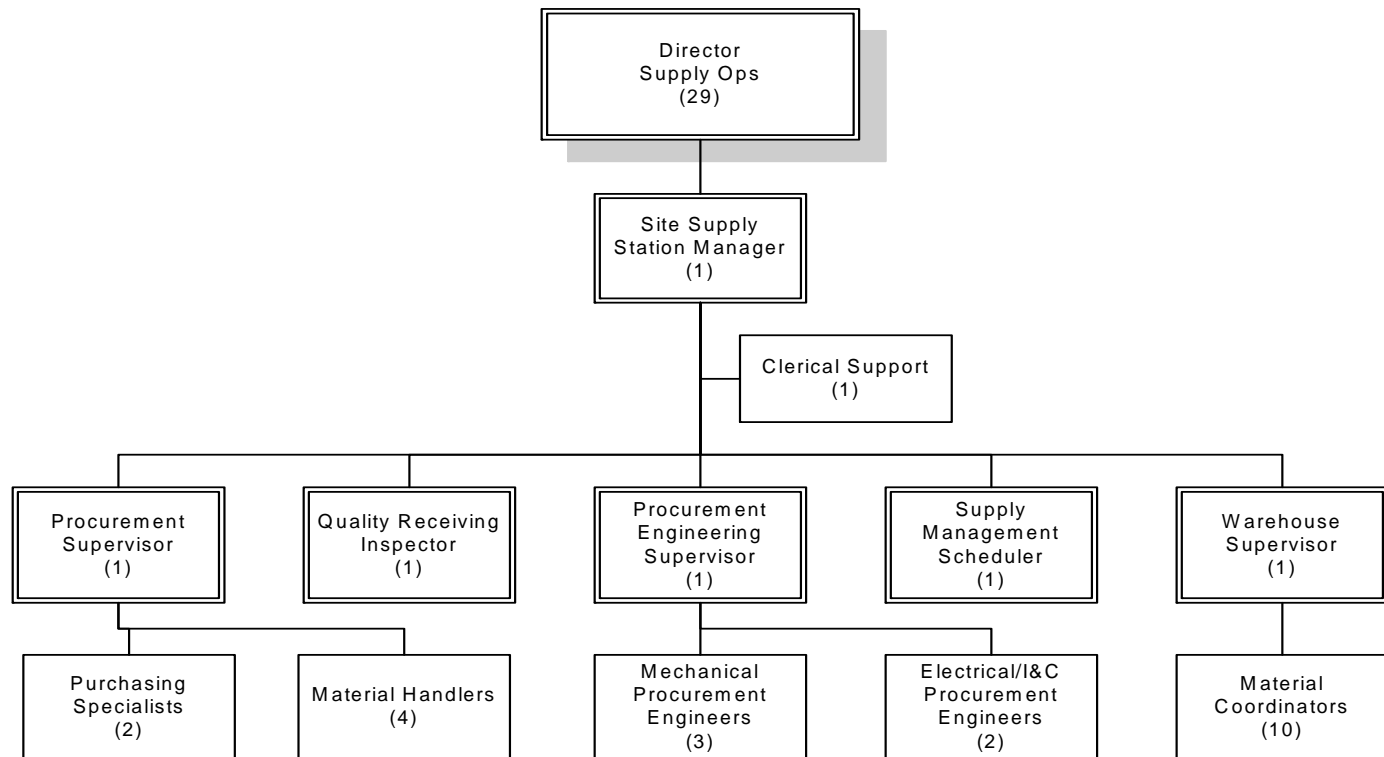 Director
Supply Ops
(29)
Site Supply
Station Manager
(1)
Clerical Support
(1)
Procurement
Supervisor
(1)
Quality Receiving
Inspector
(1)
Procurement
Engineering
Supervisor
(1)
Supply
Management
Scheduler
(1)
Warehouse
Supervisor
(1)
Purchasing
Specialists
(2)
Material Handlers
(4)
Mechanical
Procurement
Engineers
(3)
Electrical/I&C
Procurement
Engineers
(2)
Material
Coordinators
(10)